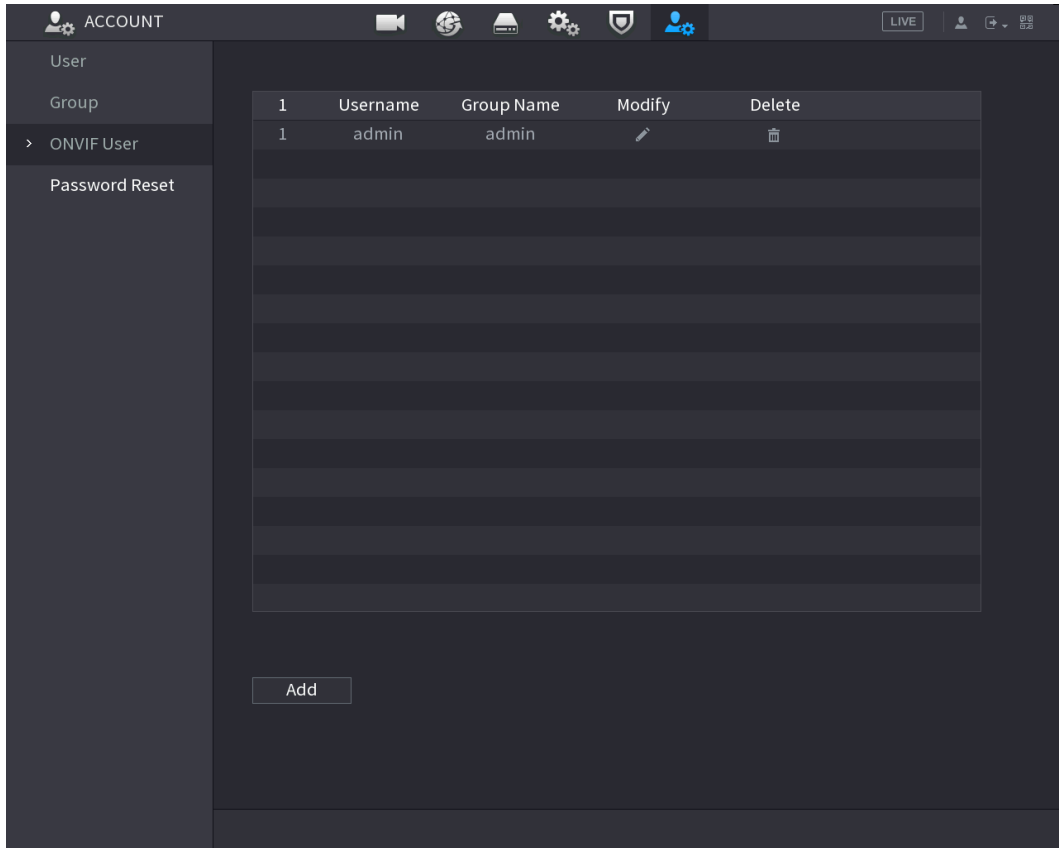 ACCOUNT LIVE
User
Group
> ONVIF User
Password Reset
1 Username Group Name Modify Delete
1 admin admin
Add